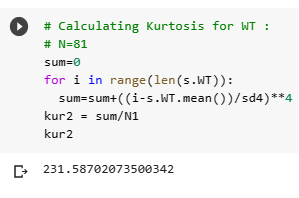 # Calculating Kurtosis for WT :
# N=81
sum=0
for i in range(len(s.WT)):
  sum=sum+((i-s.WT.mean())/sd4)**4
kur2 = sum/N1
kur2
231.58702073500342